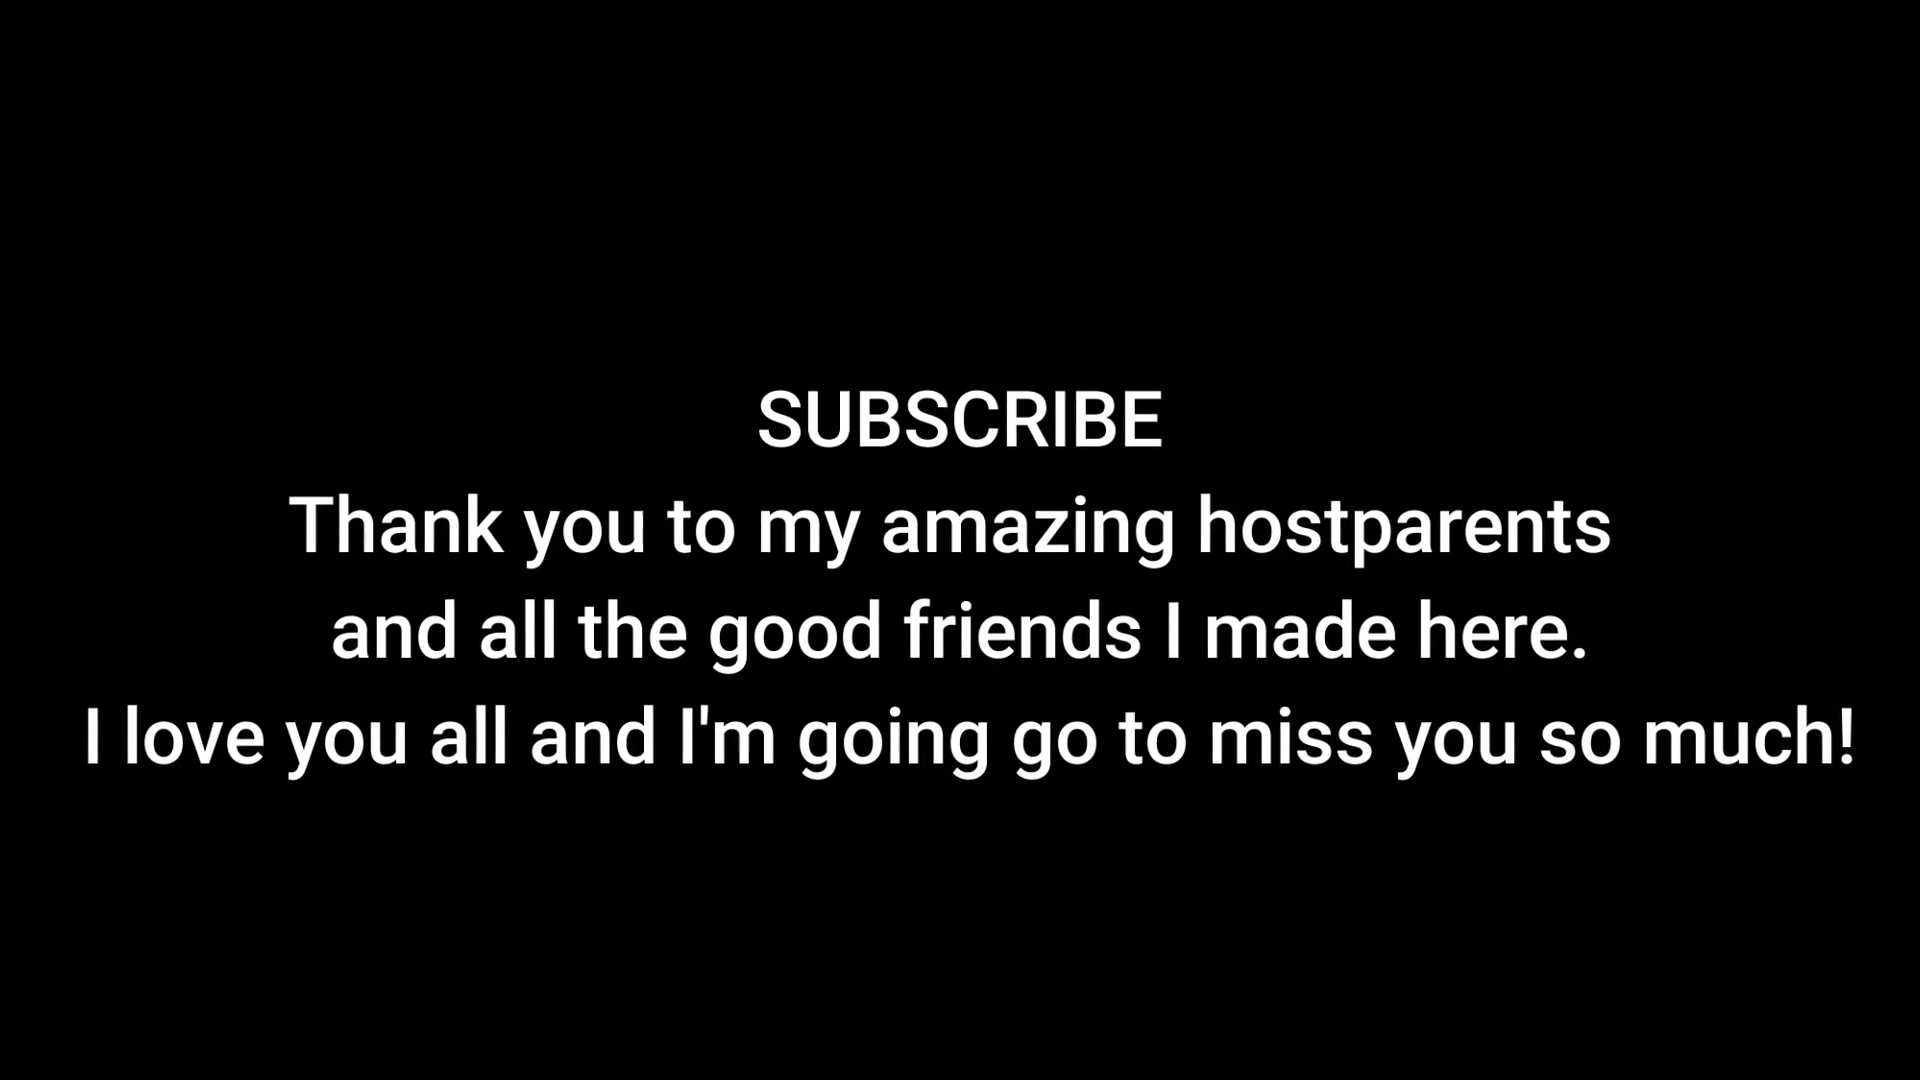 SUBSCRIBE
Thank you to my amazing hostparents
and all the good friends I made here.
I love you all and I'm going go to miss you so much!